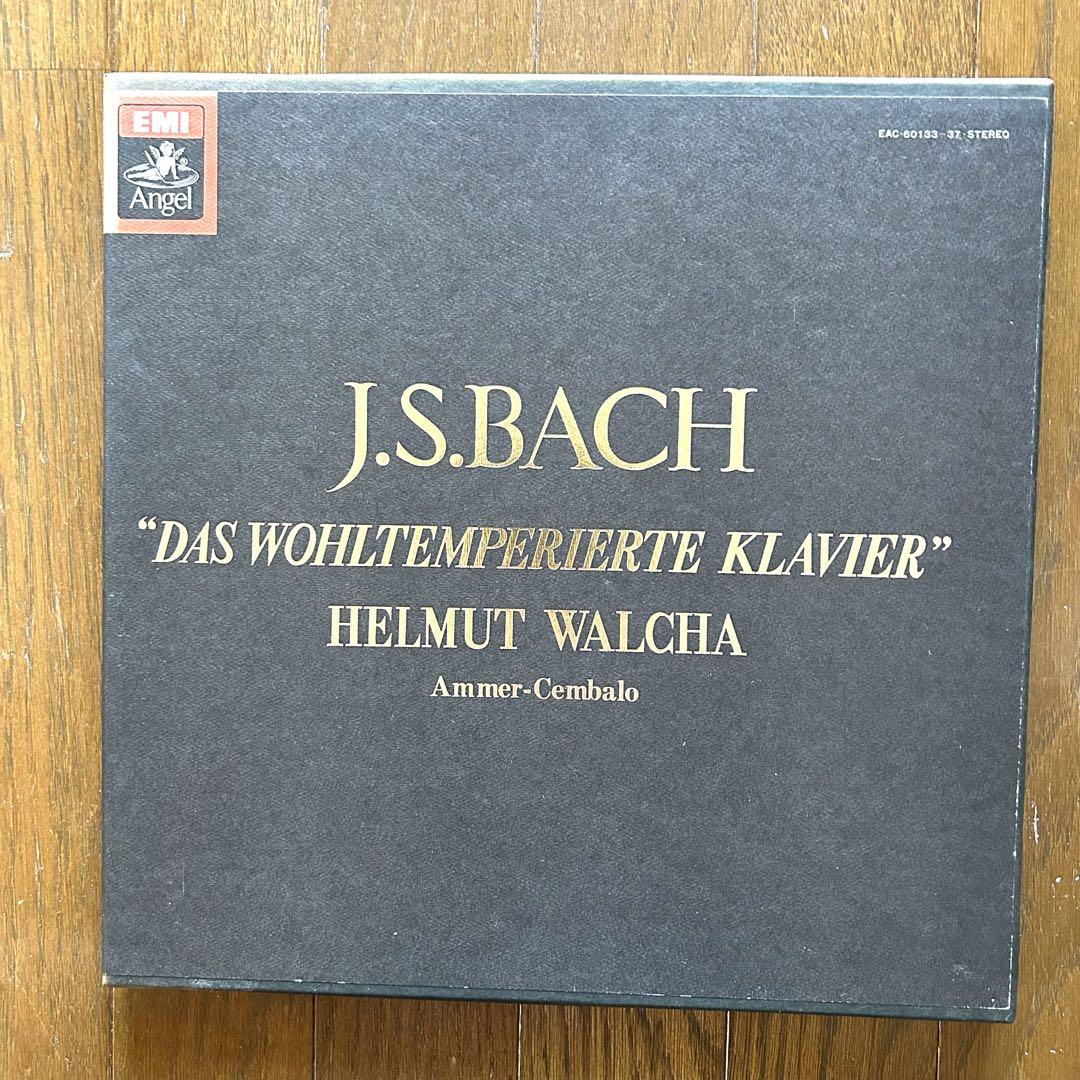 EMI
Angel
EAC-60133-37·STEREO
J.S.BACH
“DAS WOHLTEMPERIERTE KLAVIER”
HELMUT WALCHA
Ammer-Cembalo